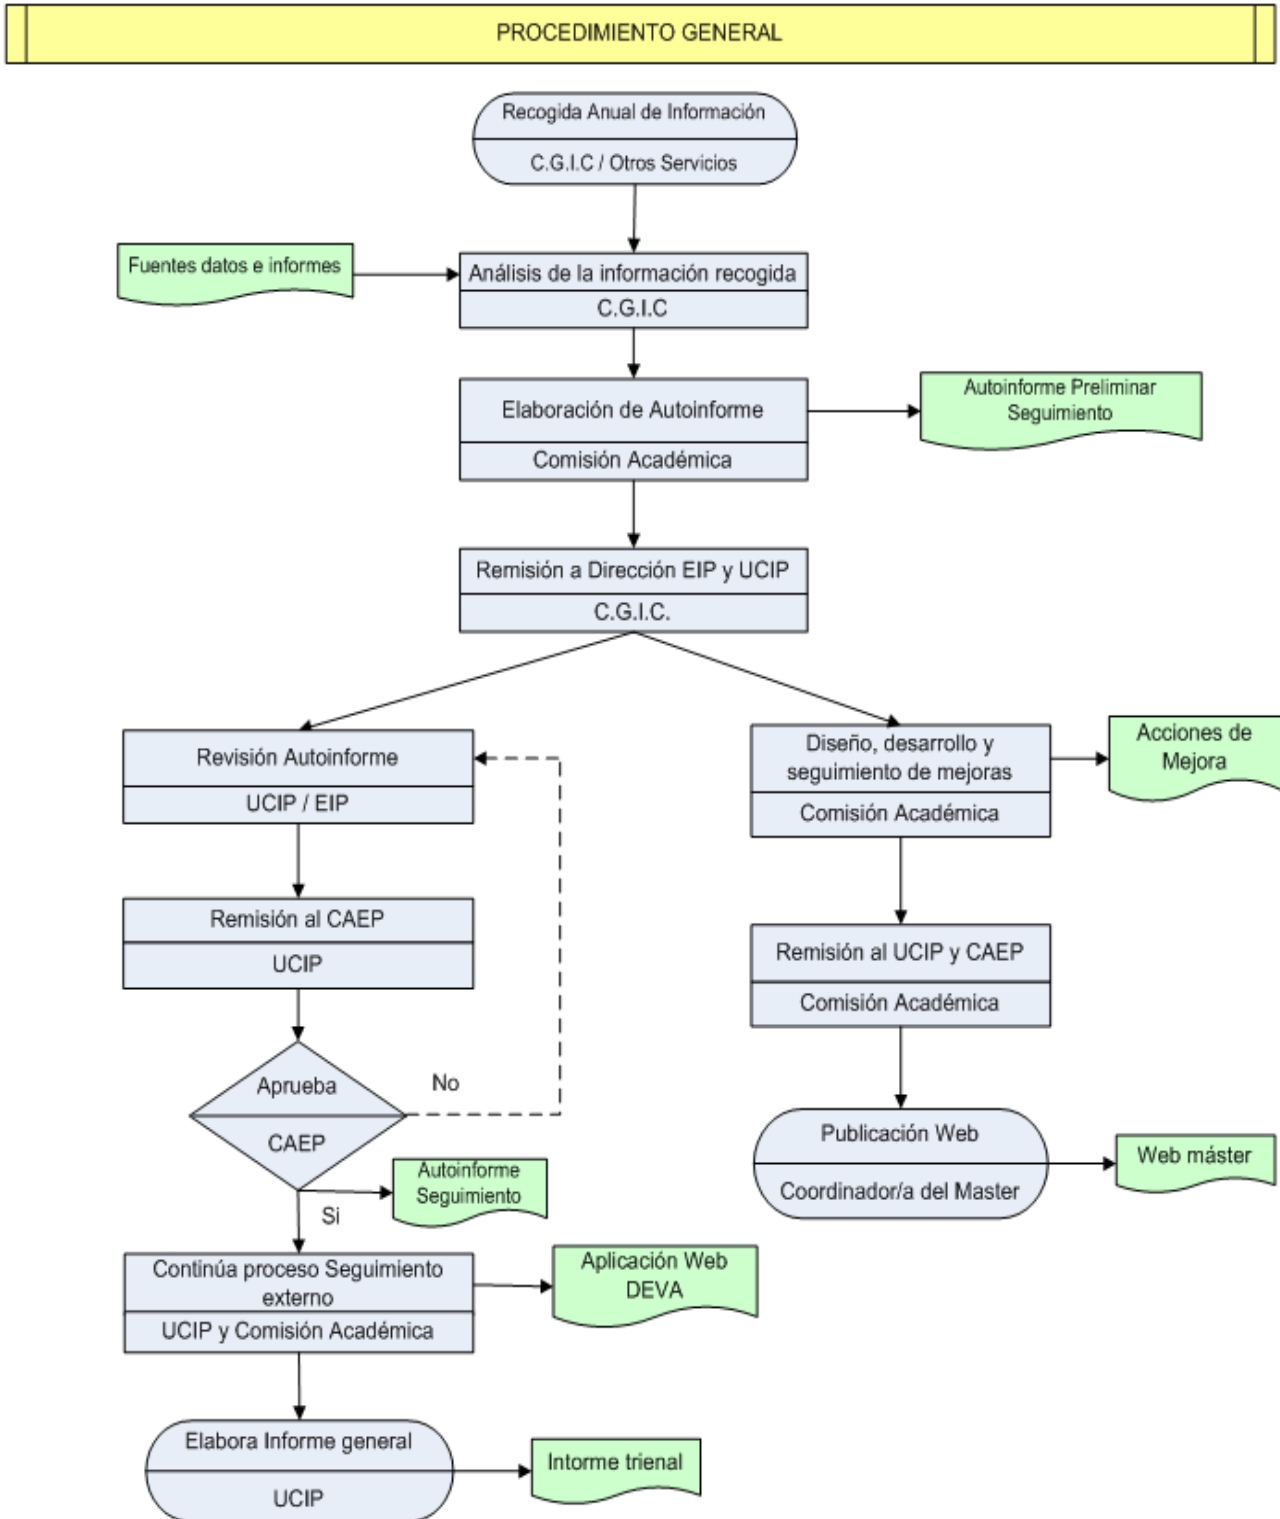 PROCEDIMIENTO GENERAL
Recogida Anual de Información
C.G.I.C / Otros Servicios
Fuentes datos e informes
Análisis de la información recogida
C.G.I.C
Elaboración de Autoinforme
Comisión Académica
Autoinforme Preliminar
Seguimiento
Remisión a Dirección EIP y UCIP
C.G.I.C.
Revisión Autoinforme
UCIP / EIP
Diseño, desarrollo y
seguimiento de mejoras
Comisión Académica
Acciones de
Mejora
Remisión al CAEP
UCIP
Remisión al UCIP y CAEP
Comisión Académica
Aprueba
CAEP
No
Si
Autoinforme
Seguimiento
Publicación Web
Coordinador/a del Master
Web máster
Continúa proceso Seguimiento
externo
UCIP y Comisión Académica
Aplicación Web
DEVA
Elabora Informe general
UCIP
Intorme trienal